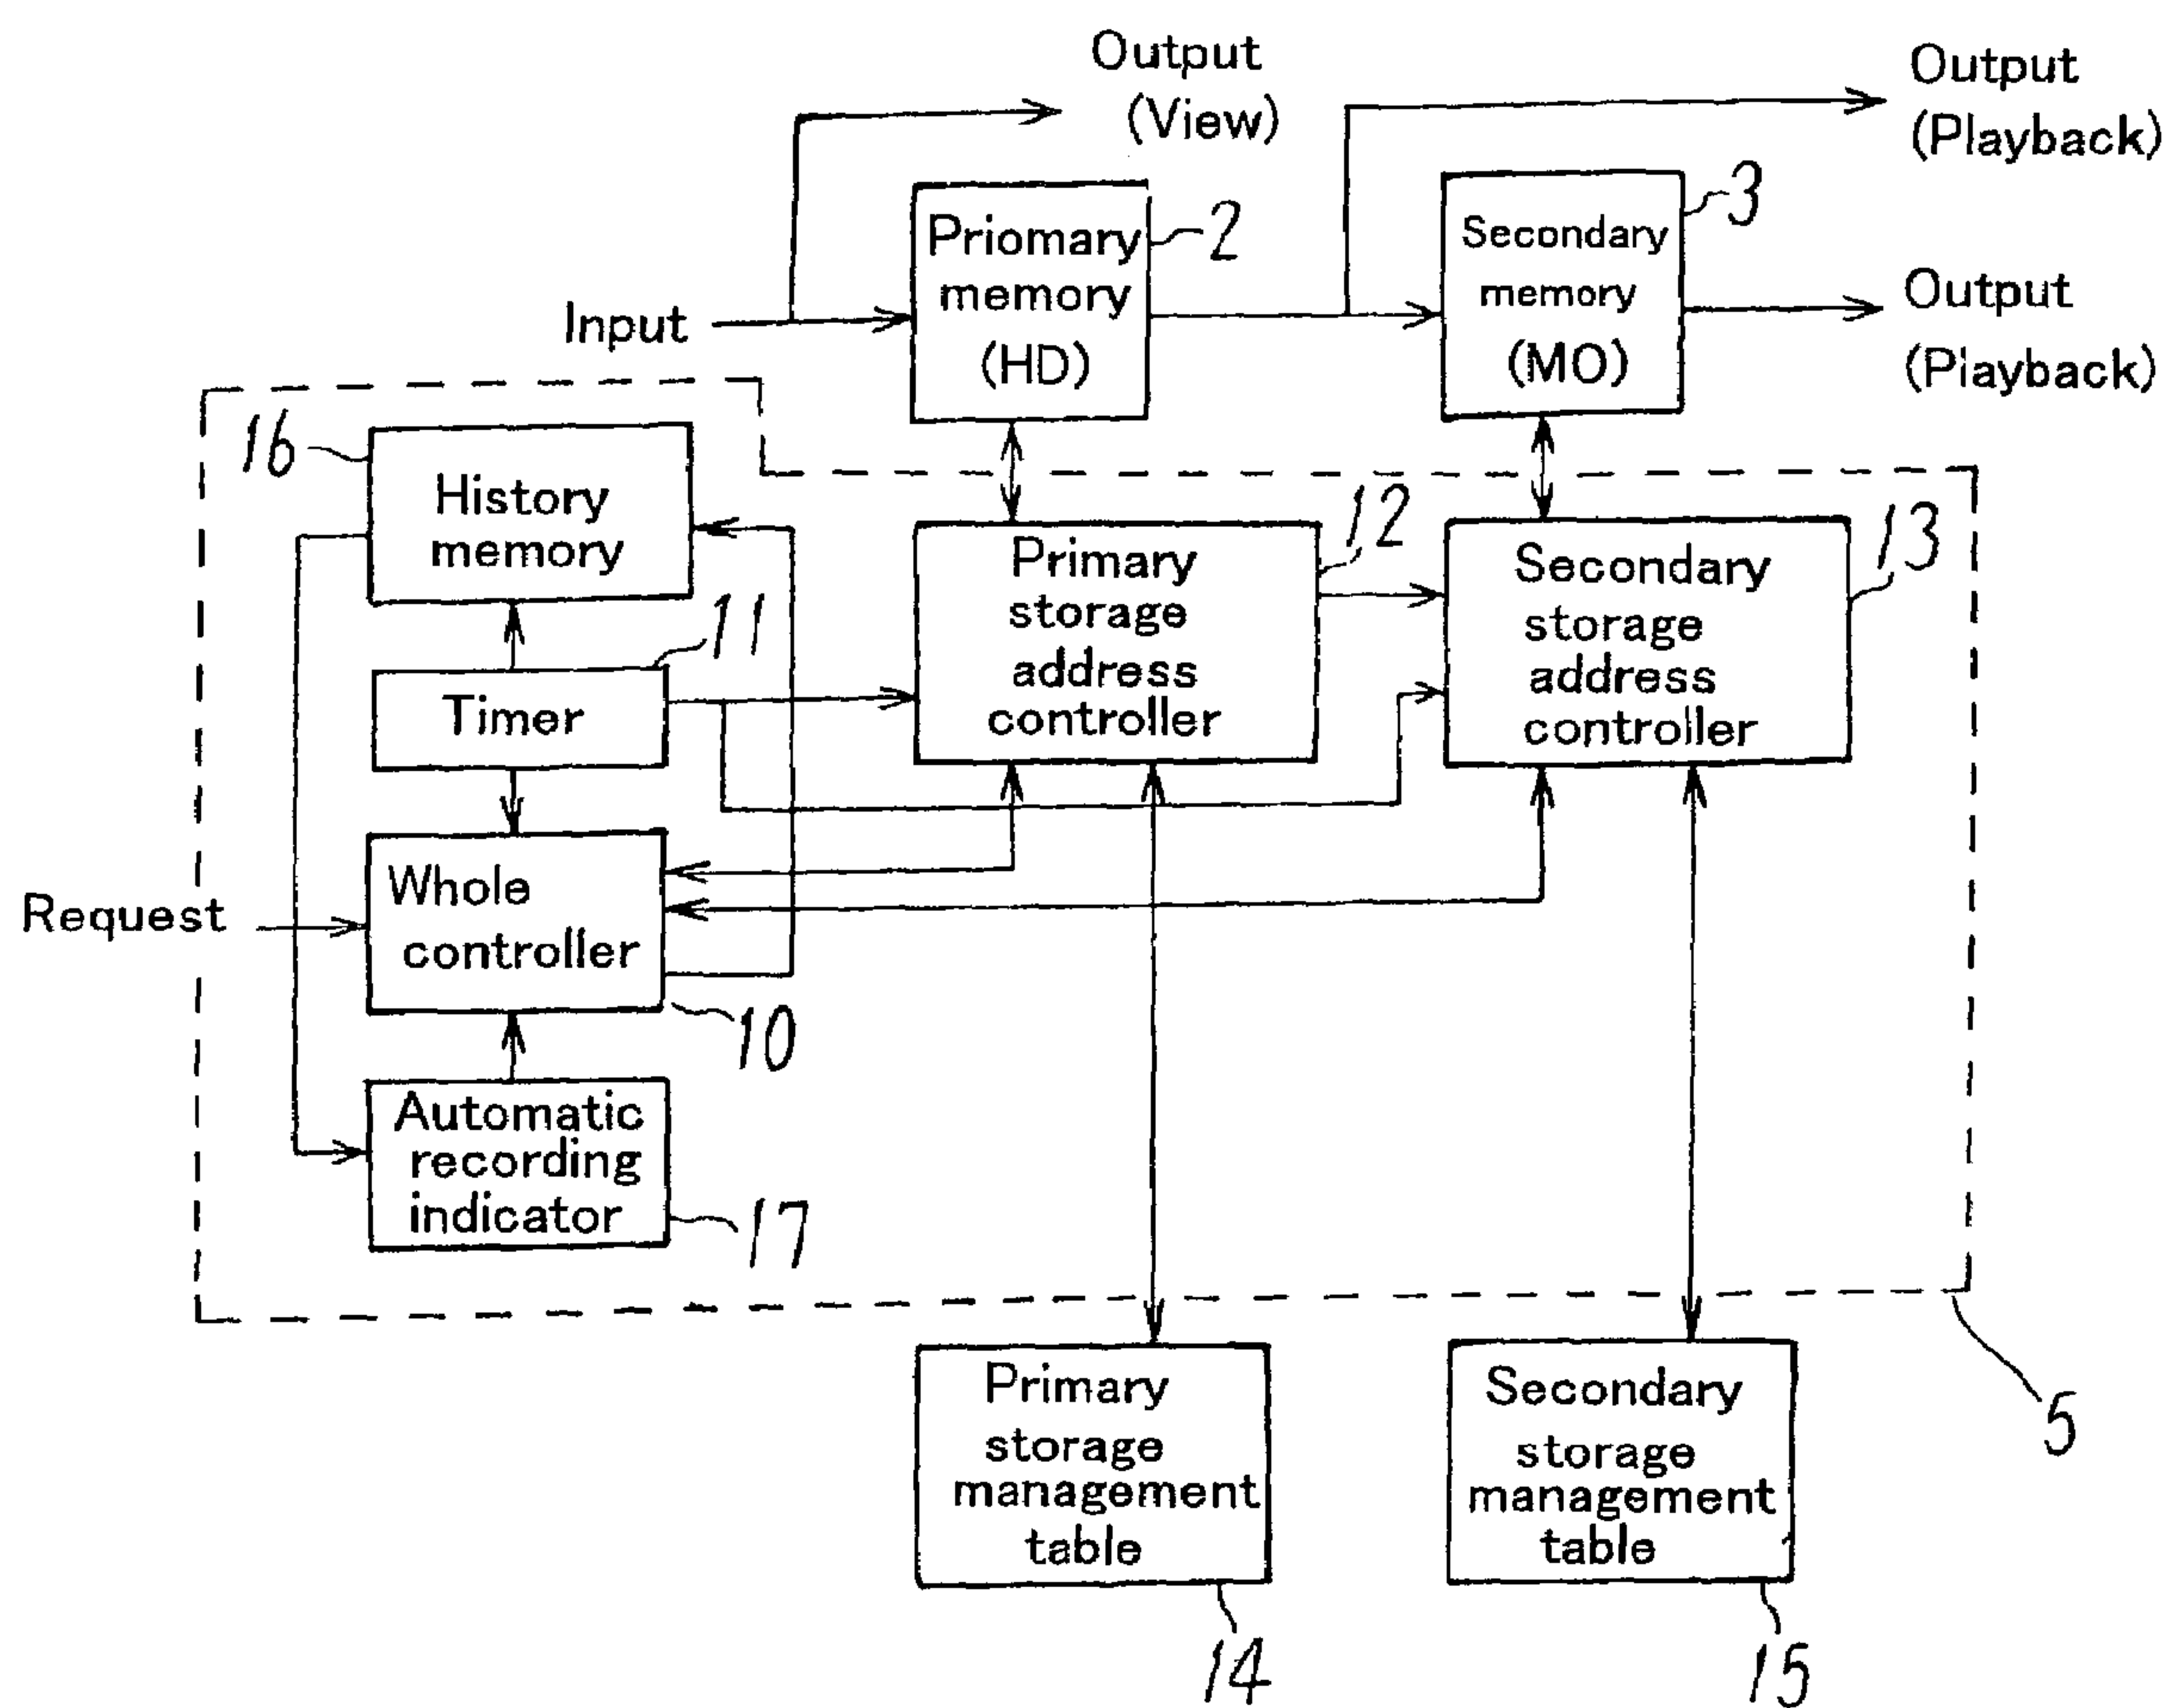 Output
(View)
Output
(Playback)
Priomary
memory
(HD)
2
Secondary
memory
(MO)
3
Input
Output
(Playback)
16
History
memory
11
Timer
Primary
storage
address
controller
12
Secondary
storage
address
controller
13
Request
Whole
controller
10
Automatic
recording
indicator
17
5
Primary
storage
management
table
14
Secondary
storage
management
table
15